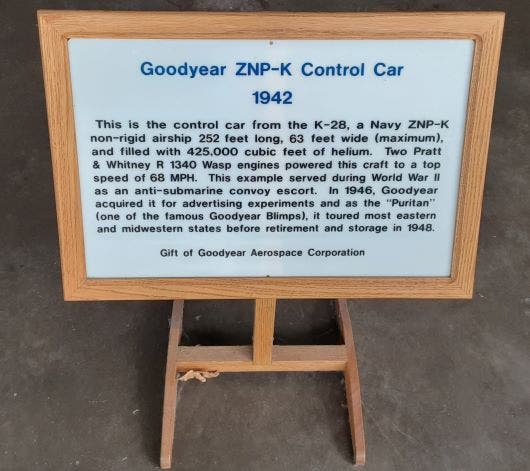 Goodyear ZNP-K Control Car
1942
This is the control car from the K-28, a Navy ZNP-K
non-rigid airship 252 feet long, 63 feet wide (maximum),
and filled with 425,000 cubic feet of helium. Two Pratt
& Whitney R 1340 Wasp engines powered this craft to a top
speed of 68 MPH. This example served during World War II
as an anti-submarine convoy escort. In 1946, Goodyear
acquired it for advertising experiments and as the "Puritan"
(one of the famous Goodyear Blimps), it toured most eastern
and midwestern states before retirement and storage in 1948.
Gift of Goodyear Aerospace Corporation